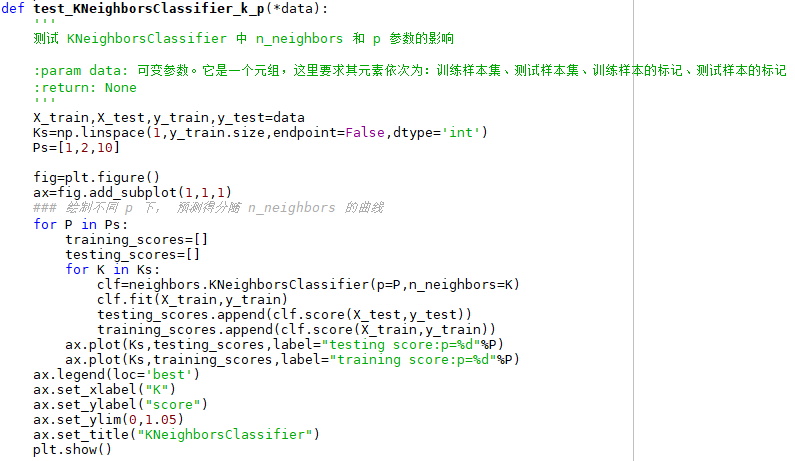 def test_KNeighborsClassifier_k_p(*data):
    '''
    测试 KNeighborsClassifier 中 n_neighbors 和 p 参数的影响

    :param data: 可变参数。它是一个元组，这里要求其元素依次为：训练样本集、测试样本集、训练样本的标记、测试样本的标记
    :return: None
    '''
    X_train,X_test,y_train,y_test=data
    Ks=np.linspace(1,y_train.size,endpoint=False,dtype='int')
    Ps=[1,2,10]

    fig=plt.figure()
    ax=fig.add_subplot(1,1,1)
    ### 绘制不同 p 下， 预测得分随 n_neighbors 的曲线
    for P in Ps:
        training_scores=[]
        testing_scores=[]
        for K in Ks:
            clf=neighbors.KNeighborsClassifier(p=P,n_neighbors=K)
            clf.fit(X_train,y_train)
            testing_scores.append(clf.score(X_test,y_test))
            training_scores.append(clf.score(X_train,y_train))
        ax.plot(Ks,testing_scores,label="testing score:p=%d"%P)
        ax.plot(Ks,training_scores,label="training score:p=%d"%P)
    ax.legend(loc='best')
    ax.set_xlabel("K")
    ax.set_ylabel("score")
    ax.set_ylim(0,1.05)
    ax.set_title("KNeighborsClassifier")
    plt.show()